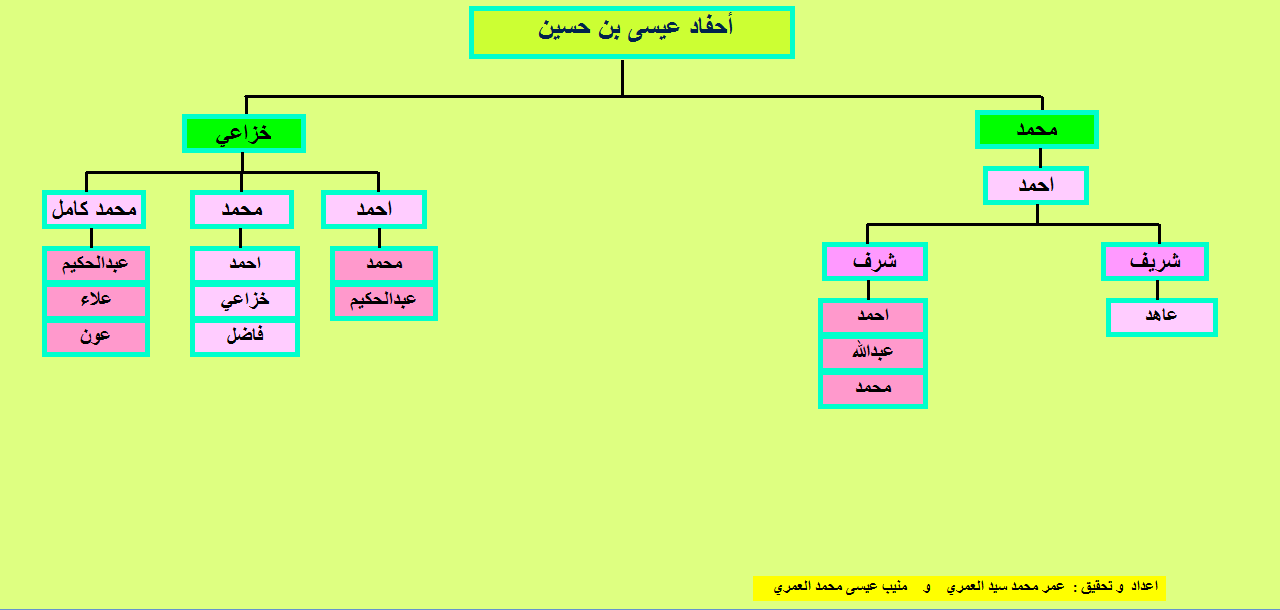 أحفاد عيسى بن حسين
محمد
خزاعي
احمد
شريف
شرف
احمد
محمد
محمد كامل
عاهد
احمد
عبدالله
محمد
محمد
عبدالحكيم
احمد
خزاعي
فاضل
عبدالحكيم
علاء
عون
اعداد و تحقيق : عمر محمد سيد العمري و منيب عيسى محمد العمري